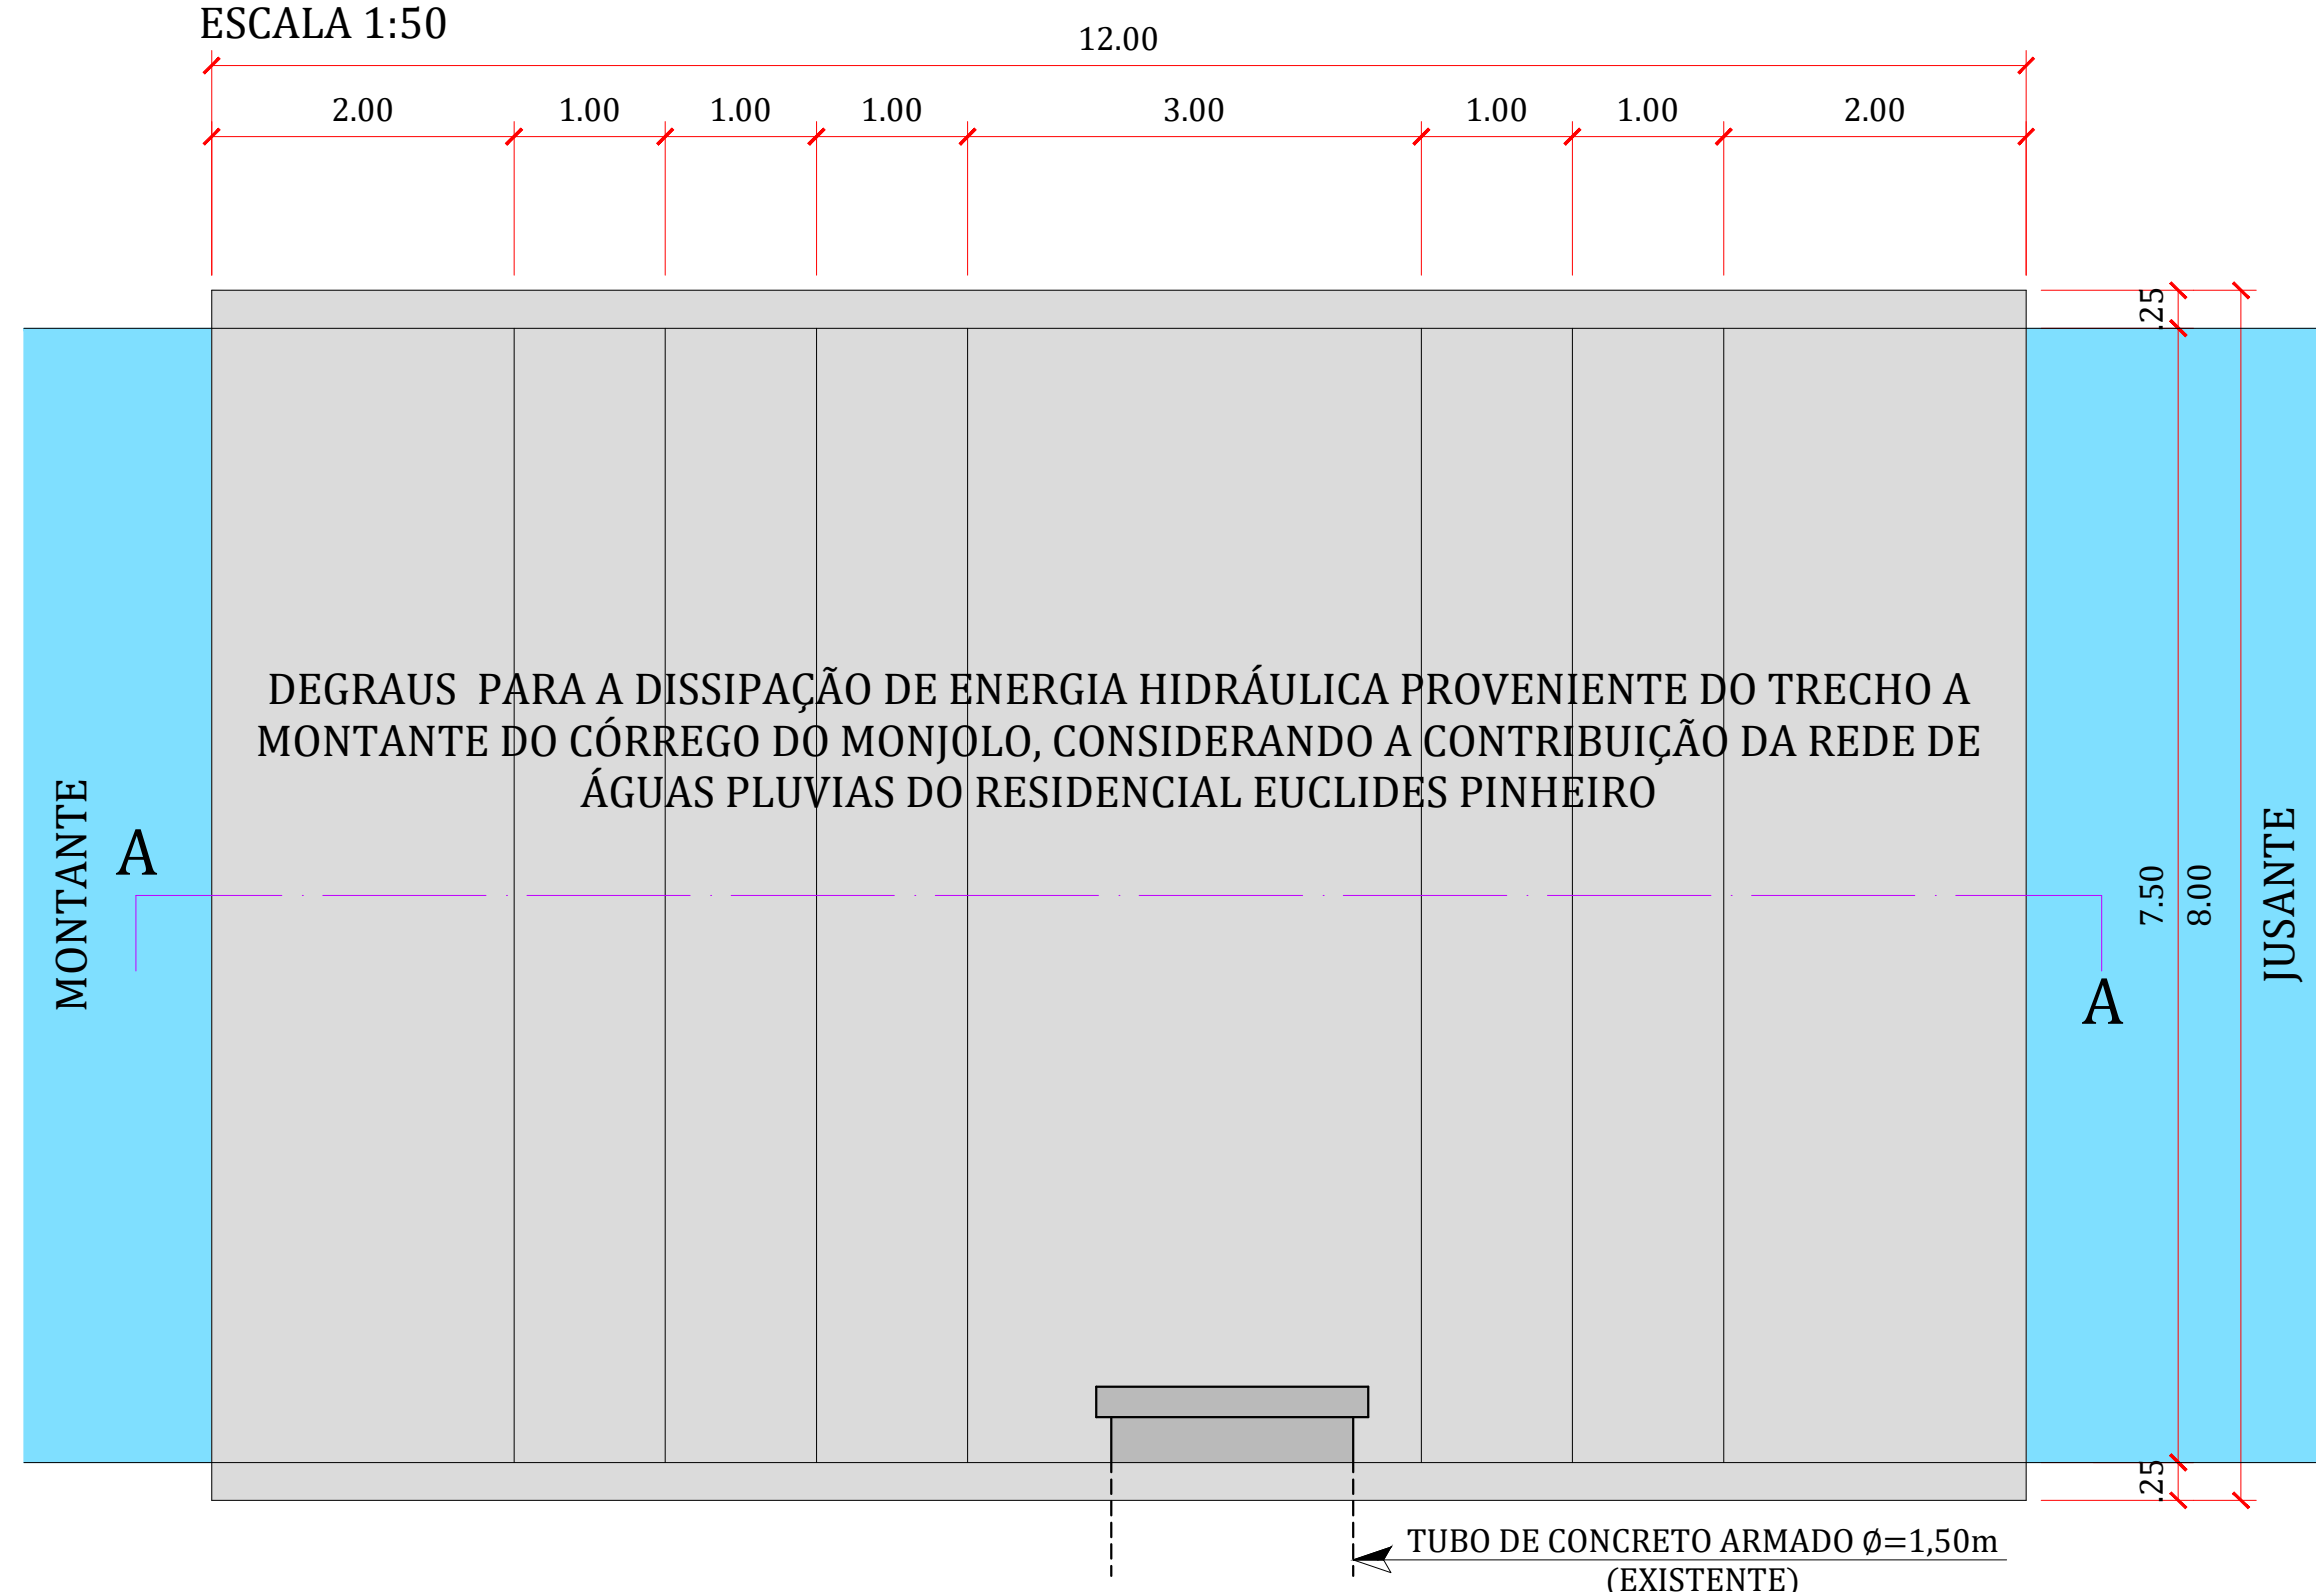 ESCALA 1:50
12.00
2.00 1.00 1.00 1.00 3.00 1.00 1.00 2.00
.25
DEGRAUS PARA A DISSIPAÇÃO DE ENERGIA HIDRÁULICA PROVENIENTE DO TRECHO A
MONTANTE DO CÓRREGO DO MONJOLO, CONSIDERANDO A CONTRIBUIÇÃO DA REDE DE
ÁGUAS PLUVIAS DO RESIDENCIAL EUCLIDES PINHEIRO
MONTANTE
A
7.50
8.00
JUSANTE
A
.25
TUBO DE CONCRETO ARMADO Ø=1,50m
(EXISTENTE)